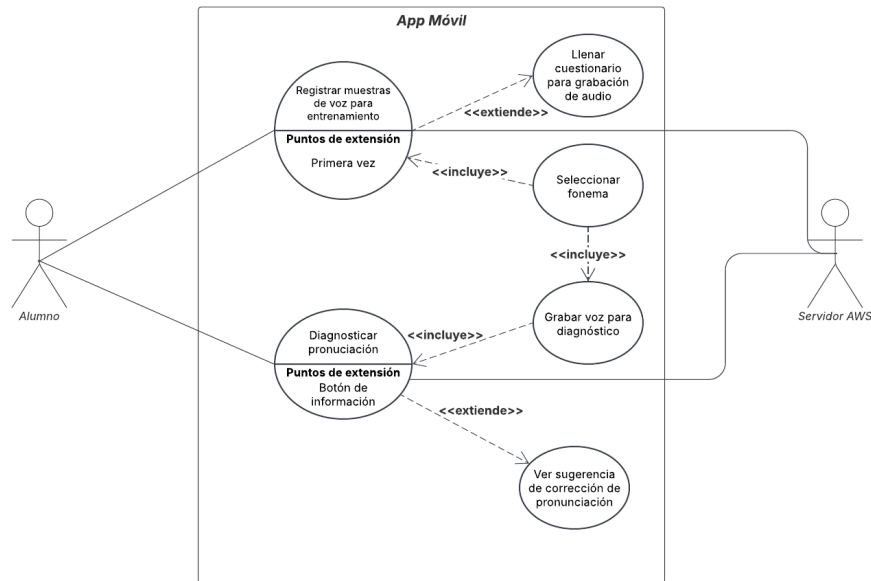 App Móvil
Llenar
cuestionario
para grabación
de audio
Registrar muestras
de voz para
entrenamiento
<<extiende>>
Puntos de extensión
Primera vez
<<incluye>>
Seleccionar
fonema
<<incluye>>
Alumno
Servidor AWS
Grabar voz para
diagnóstico
Diagnosticar
pronuciación
<<incluye>>
Puntos de extensión
Botón de
información
<<extiende>>
Ver sugerencia
de corrección de
pronunciación